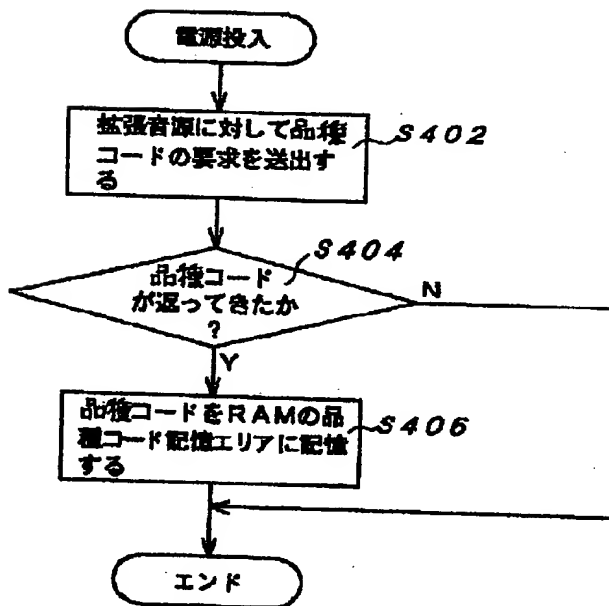 電源投入
拡張音源に対して品種
コードの要求を送出す
る
S402
品種コード
が返ってきたか
?
S404
N
Y
品種コードをRAMの品
種コード記憶エリアに記憶
する
S406
エンド